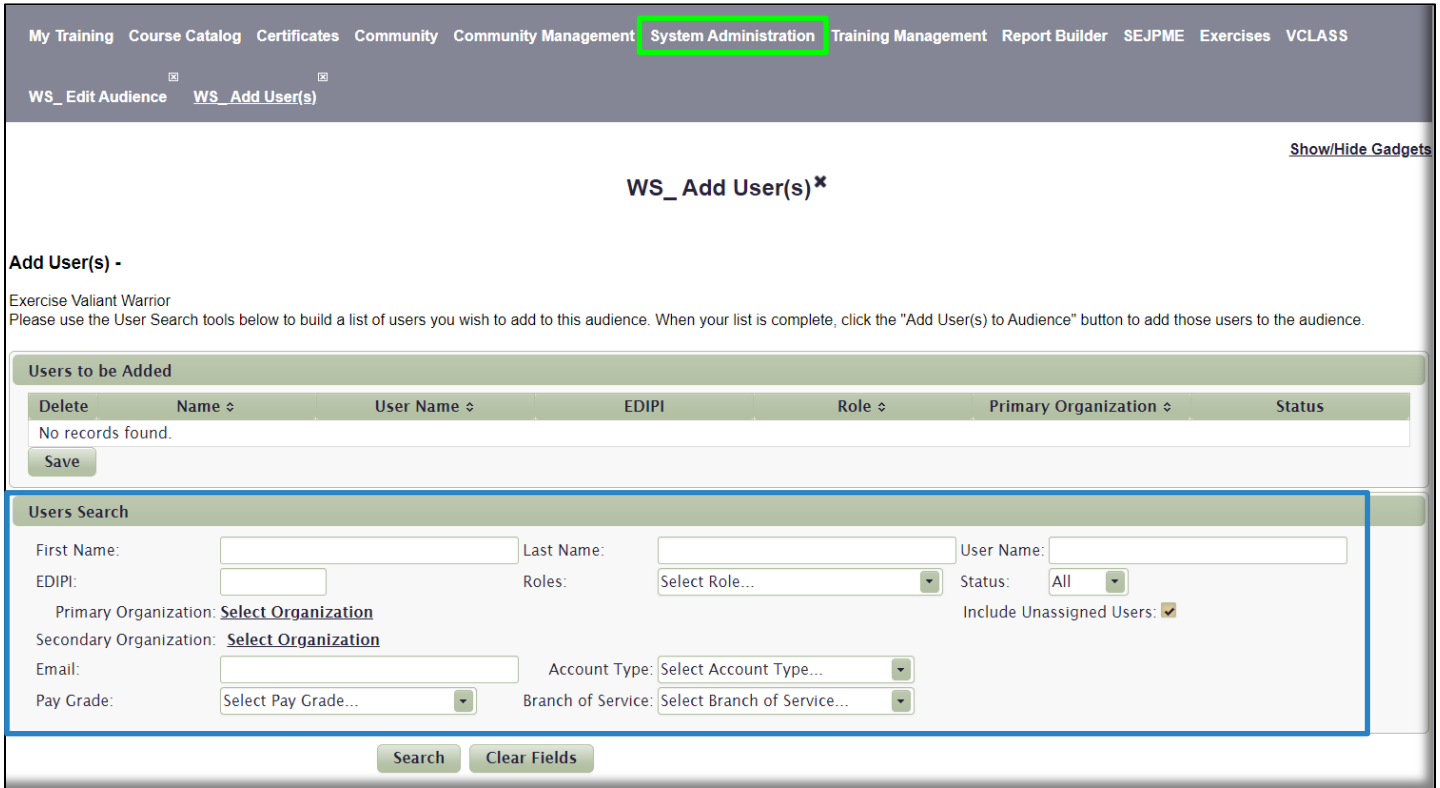 My Training Course Catalog Certificates Community Community Management System Administration Training Management Report Builder SEJPME Exercises VCLASS
WS_ Edit Audience WS_ Add User(s)
Show/Hide Gadgets
WS_ Add User(s)
Add User(s) -
Exercise Valiant Warrior
Please use the User Search tools below to build a list of users you wish to add to this audience. When your list is complete, click the "Add User(s) to Audience" button to add those users to the audience.
Users to be Added
Delete Name User Name EDIPI Role Primary Organization Status
No records found.
Save
Users Search
First Name: Last Name: User Name:
EDIPI: Roles: Select Role... Status: All
Primary Organization: Select Organization Include Unassigned Users:
Secondary Organization: Select Organization
Email: Account Type: Select Account Type...
Pay Grade: Select Pay Grade... Branch of Service: Select Branch of Service...
Search Clear Fields